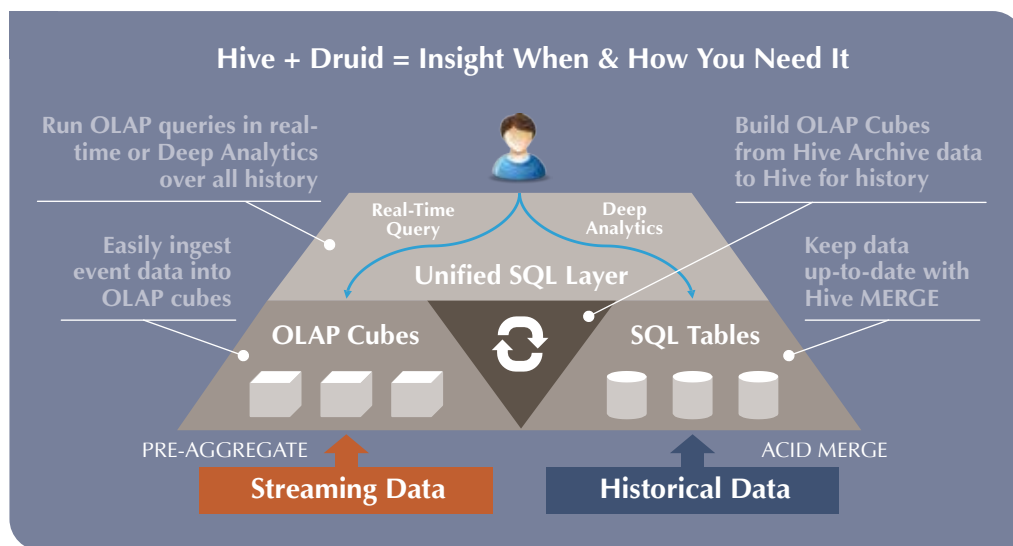 Hive + Druid = Insight When & How You Need It
Run OLAP queries in real-
time or Deep Analytics
over all history
Build OLAP Cubes
from Hive Archive data
to Hive for history
Real-Time
Query
Deep
Analytics
Easily ingest
event data into
OLAP cubes
Unified SQL Layer
Keep data
up-to-date with
Hive MERGE
OLAP Cubes
SQL Tables
PRE-AGGREGATE
ACID MERGE
Streaming Data
Historical Data